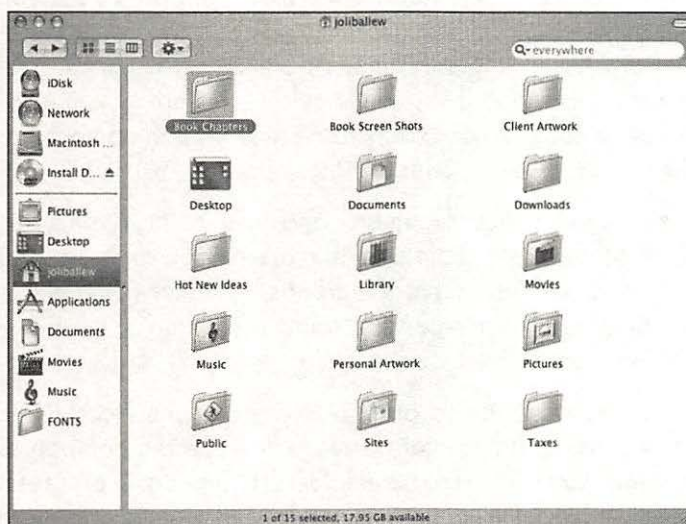 joliballew
everywhere
iDisk
Network
Macintosh ...
Install D...
Pictures
Desktop
joliballew
Applications
Documents
Movies
Music
FONTS
Book Chapters
Book Screen Shots
Client Artwork
Desktop
Documents
Downloads
Hot New Ideas
Library
Movies
Music
Personal Artwork
Pictures
Public
Sites
Taxes
1 of 15 selected, 17.95 GB available